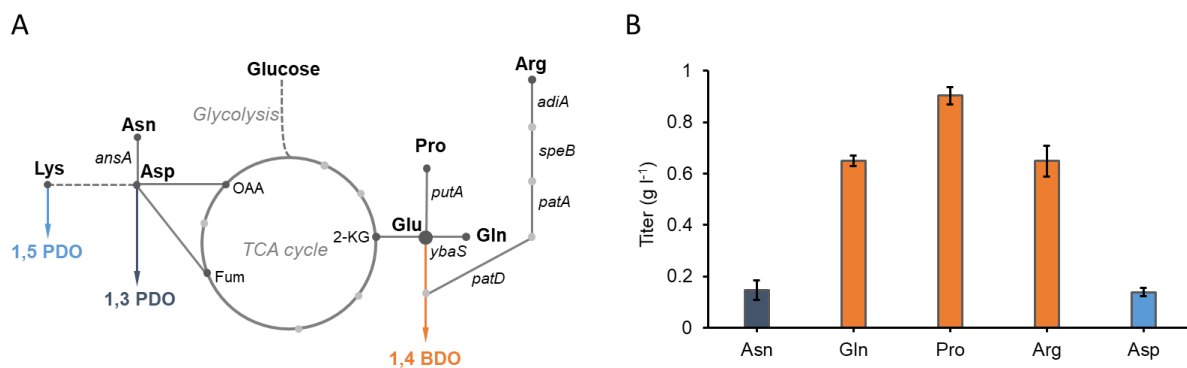 A
Glucose
Glycolysis
Arg
adiA
speB
patA
Asn
ansA
Lys
Asp
OAA
Pro
putA
Glu
2-KG
Gln
ybaS
TCA cycle
patD
Fum
1,5 PDO
1,3 PDO
1,4 BDO
B
Titer (g l-1)
1
0.8
0.6
0.4
0.2
0
Asn Gln Pro Arg Asp